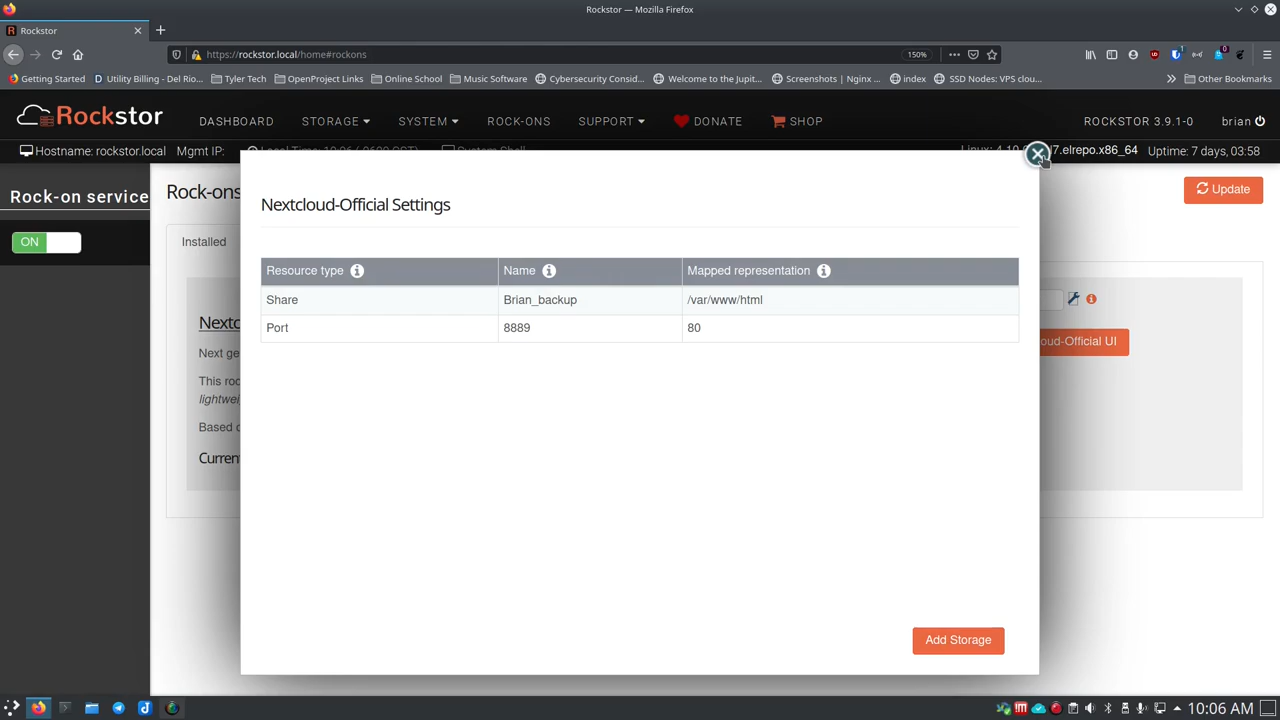 Rockstor — Mozilla Firefox
Rockstor
https://rockstor.local/home#rockons
150%
Getting Started
Utility Billing - Del Rio...
Tyler Tech
OpenProject Links
Online School
Music Software
Cybersecurity Consid...
Welcome to the Jupit...
Screenshots | Nginx ...
index
SSD Nodes: VPS clou...
Other Bookmarks
Rockstor
DASHBOARD
STORAGE
SYSTEM
ROCK-ONS
SUPPORT
DONATE
SHOP
ROCKSTOR 3.9.1-0
brian
Hostname: rockstor.local
Mgmt IP:
System Shell
7.elrepo.x86_64
Uptime: 7 days, 03:58
Rock-on service
ON
Rock-ons
Update
Installed
Nextc
Next ge
This roc
lightwei
Based o
Current
oud-Official UI
Nextcloud-Official Settings
Resource type
Name
Mapped representation
Share
Brian_backup
/var/www/html
Port
8889
80
Add Storage
10:06 AM